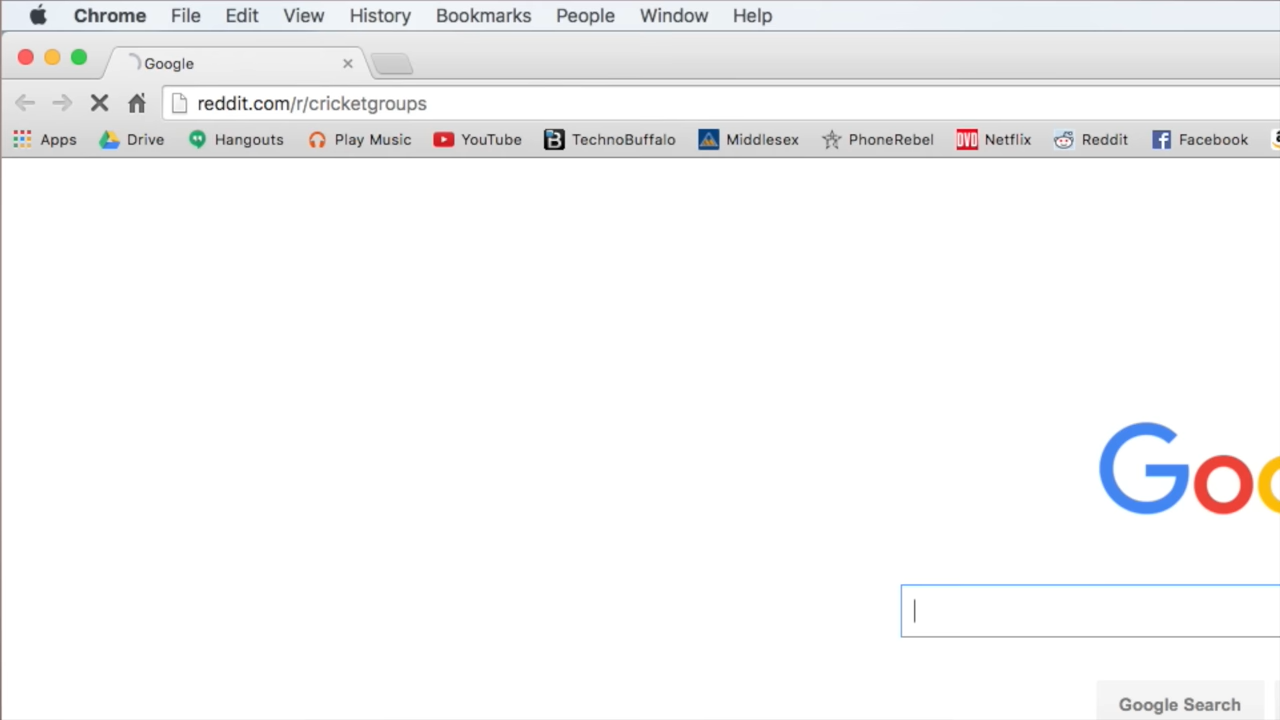 Chrome File Edit View History Bookmarks People Window Help
Google
reddit.com/r/cricketgroups
Apps Drive Hangouts Play Music YouTube TechnoBuffalo Middlesex PhoneRebel DVD Netflix Reddit Facebook
Goo
Google Search